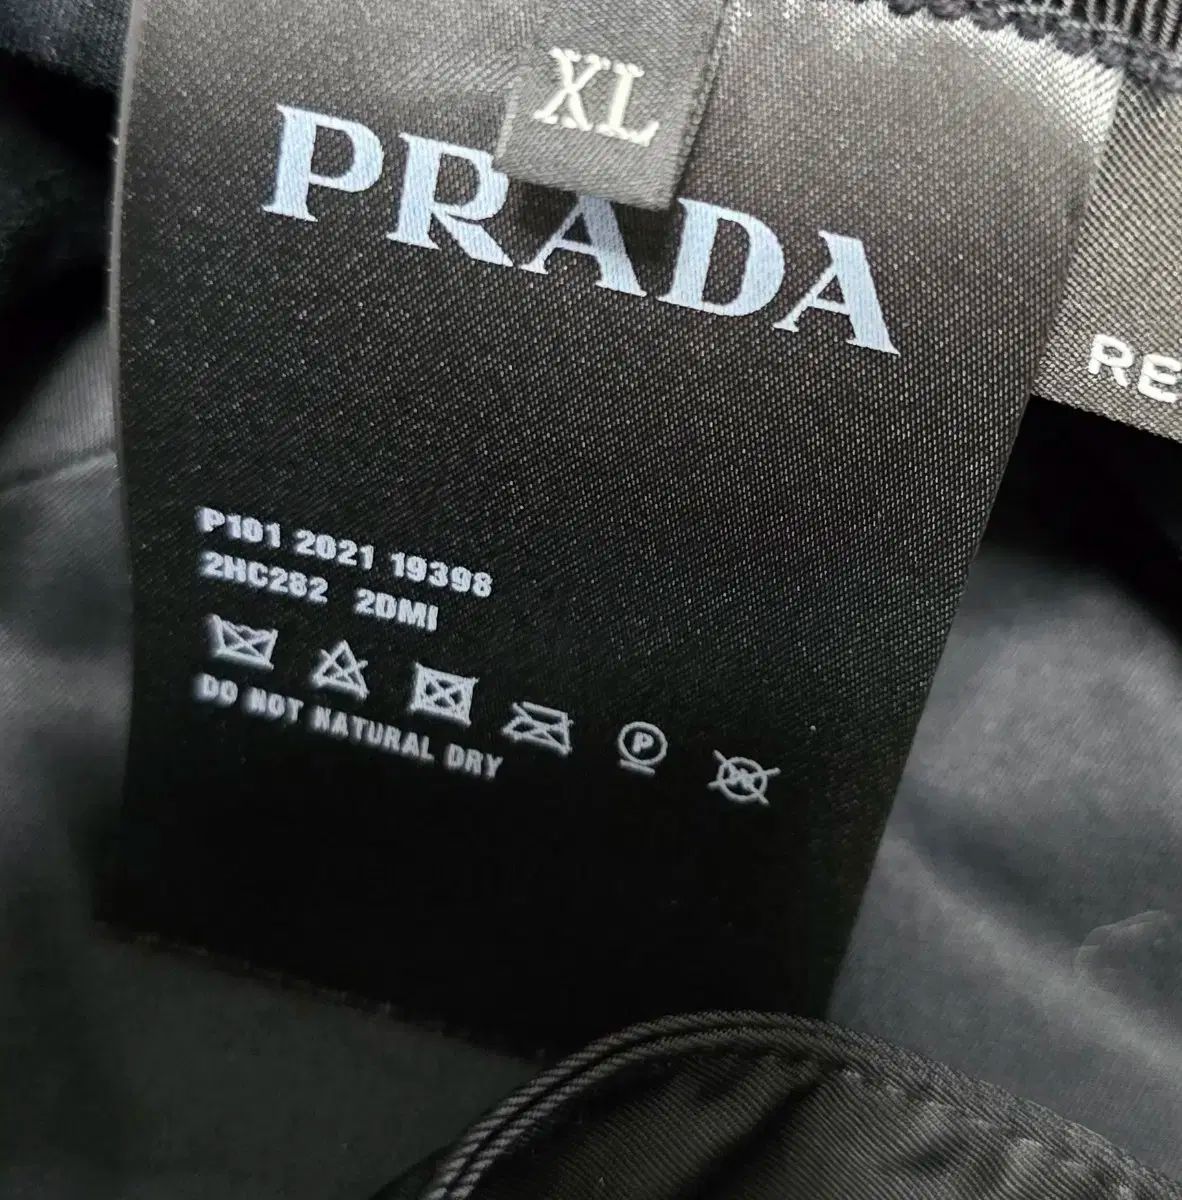 XL
PRADA
RE
P101 2021 19398
2HC282 2DMI
P
DO NOT NATURAL DRY